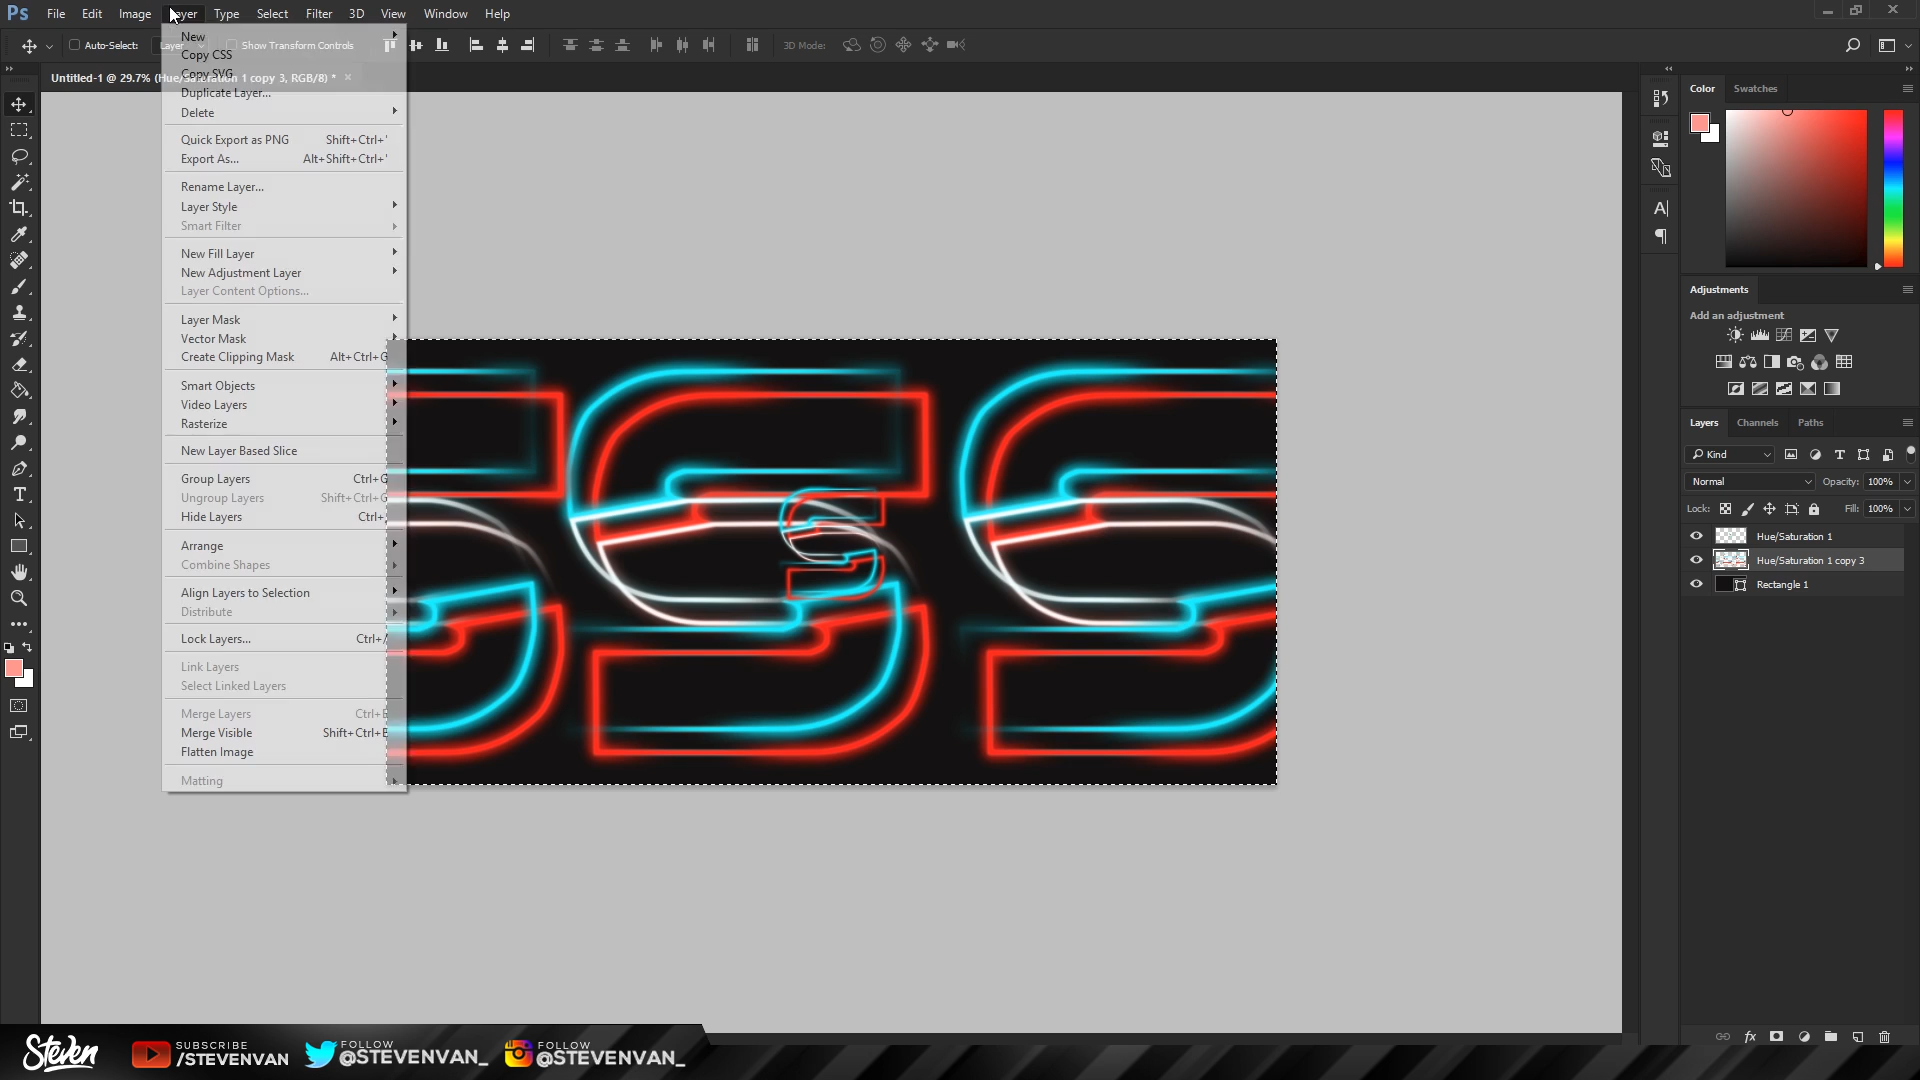 Ps File Edit Image Layer Type Select Filter 3D View Window Help
Auto-Select: Layer Show Transform Controls 3D Mode:
Untitled-1 @ 29.7% (Hue/Saturation 1 copy 3, RGB/8) * ×
New
Copy CSS
Copy SVG
Duplicate Layer...
Delete
Quick Export as PNG Shift+Ctrl+'
Export As... Alt+Shift+Ctrl+'
Rename Layer...
Layer Style
Smart Filter
New Fill Layer
New Adjustment Layer
Layer Content Options...
Layer Mask
Vector Mask
Create Clipping Mask Alt+Ctrl+G
Smart Objects
Video Layers
Rasterize
New Layer Based Slice
Group Layers Ctrl+G
Ungroup Layers Shift+Ctrl+G
Hide Layers Ctrl+,
Arrange
Combine Shapes
Align Layers to Selection
Distribute
Lock Layers... Ctrl+/
Link Layers
Select Linked Layers
Merge Layers Ctrl+E
Merge Visible Shift+Ctrl+E
Flatten Image
Matting
S S S
S
Color Swatches
Adjustments
Add an adjustment
Layers Channels Paths
Kind
Normal Opacity: 100%
Lock: Fill: 100%
Hue/Saturation 1
Hue/Saturation 1 copy 3
Rectangle 1
fx
Steven
SUBSCRIBE
/STEVENVAN
FOLLOW
@STEVENVAN_
FOLLOW
@STEVENVAN_